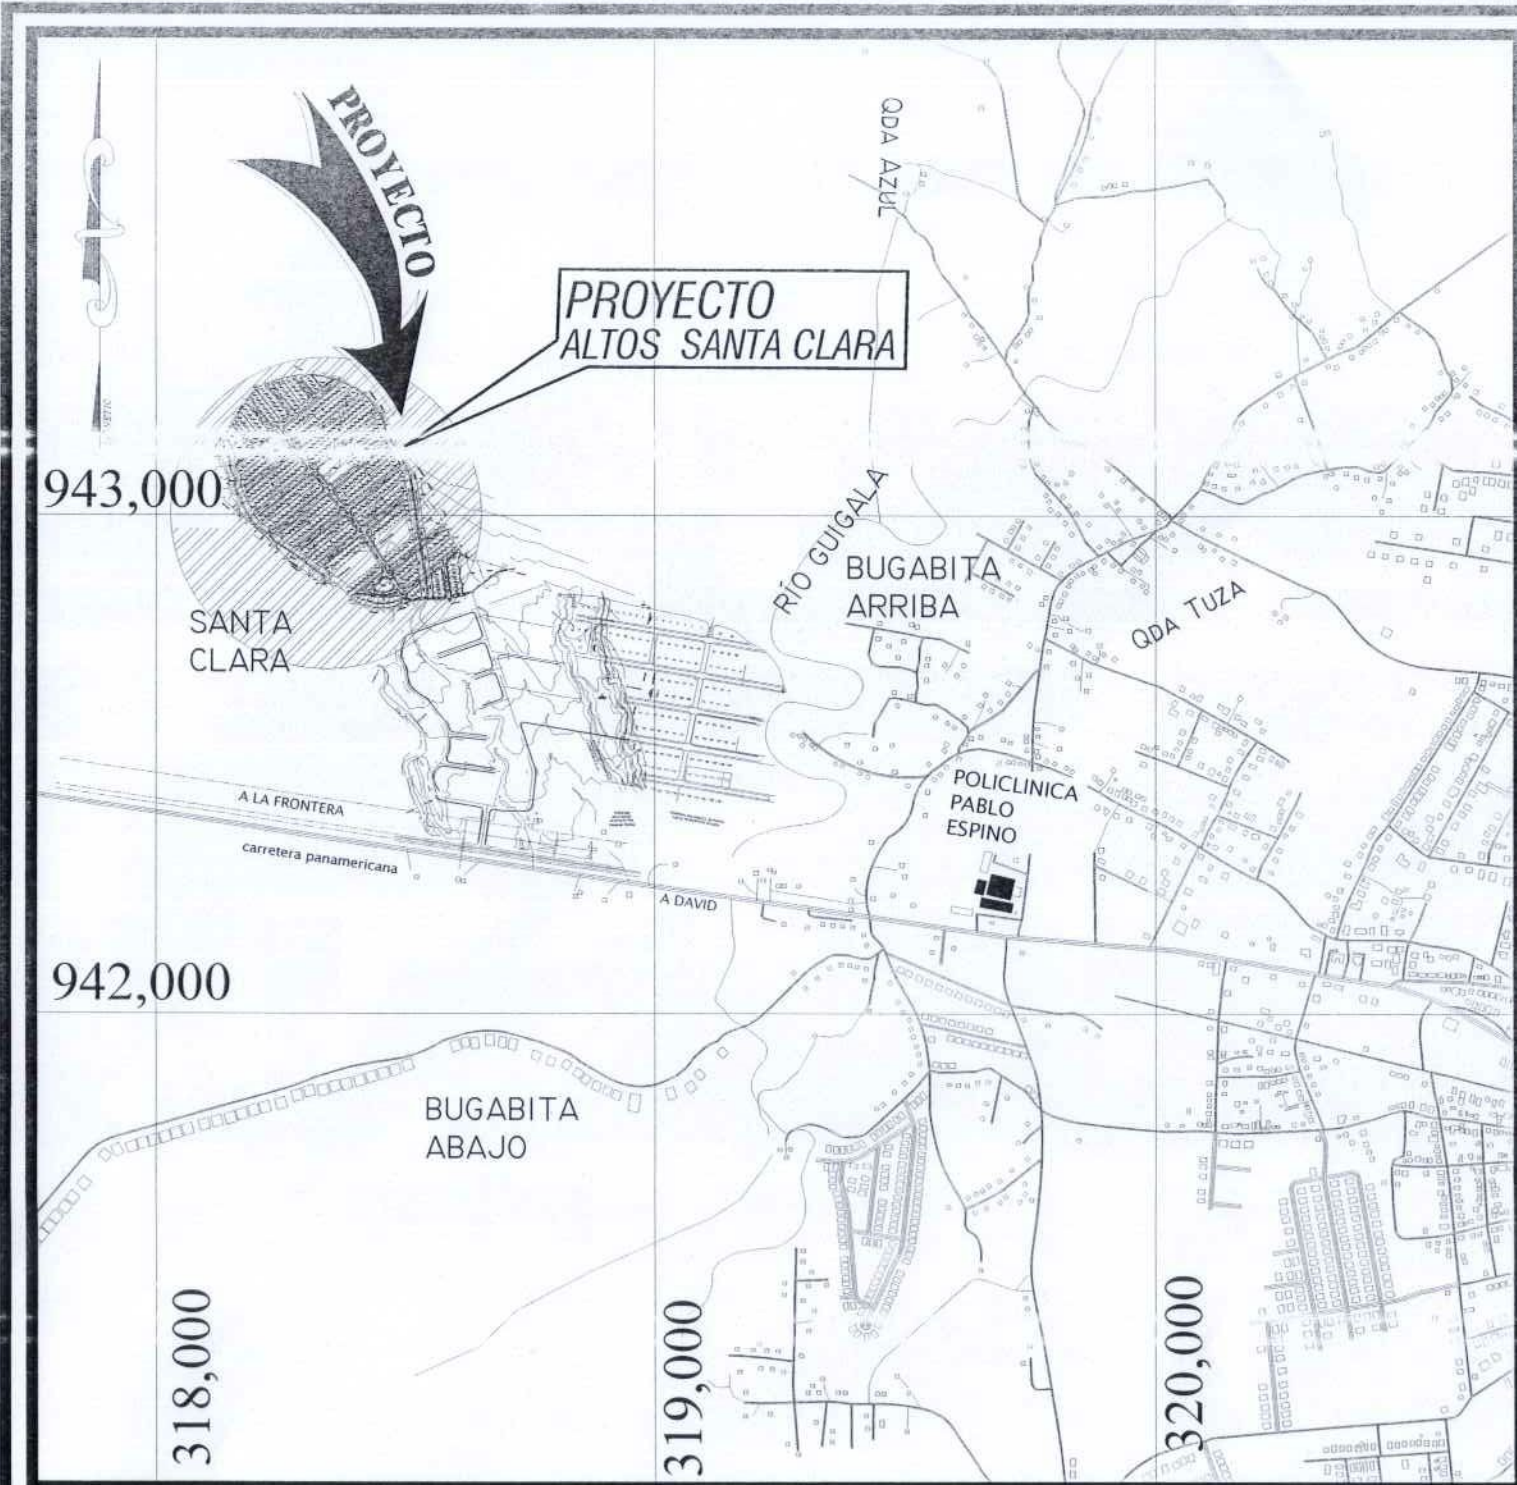 PROYECTO
QDA AZUL
PROYECTO
ALTOS SANTA CLARA
943,000
RÍO GUIGALA
BUGABITA
ARRIBA
QDA TUZA
SANTA
CLARA
A LA FRONTERA
carretera panamericana
A DAVID
POLICLINICA
PABLO
ESPINO
942,000
BUGABITA
ABAJO
318,000
319,000
320,000